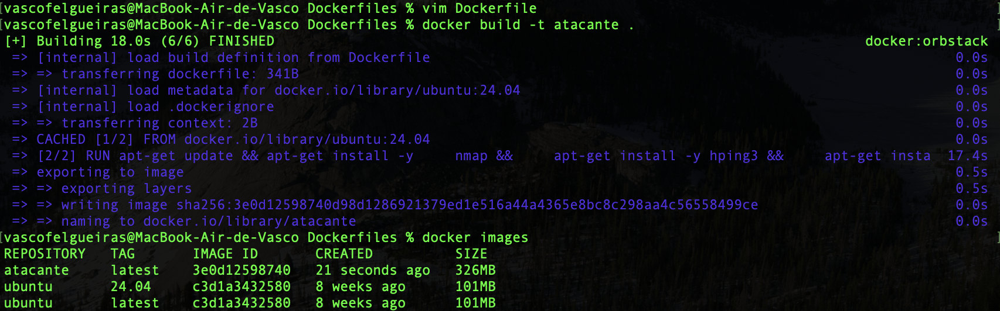 [vascofelgueiras@MacBook-Air-de-Vasco Dockerfiles % vim Dockerfile ]
[vascofelgueiras@MacBook-Air-de-Vasco Dockerfiles % docker build -t atacante . ]
[+] Building 18.0s (6/6) FINISHED docker:orbstack
=> [internal] load build definition from Dockerfile 0.0s
=> => transferring dockerfile: 341B 0.0s
=> [internal] load metadata for docker.io/library/ubuntu:24.04 0.0s
=> [internal] load .dockerignore 0.0s
=> => transferring context: 2B 0.0s
=> CACHED [1/2] FROM docker.io/library/ubuntu:24.04 0.0s
=> [2/2] RUN apt-get update && apt-get install -y nmap && apt-get install -y hping3 && apt-get insta 17.4s
=> exporting to image 0.5s
=> => exporting layers 0.5s
=> => writing image sha256:3e0d12598740d98d1286921379ed1e516a44a4365e8bc8c298aa4c56558499ce 0.0s
=> => naming to docker.io/library/atacante 0.0s
[vascofelgueiras@MacBook-Air-de-Vasco Dockerfiles % docker images ]
REPOSITORY TAG IMAGE ID CREATED SIZE
atacante latest 3e0d12598740 21 seconds ago 326MB
ubuntu 24.04 c3d1a3432580 8 weeks ago 101MB
ubuntu latest c3d1a3432580 8 weeks ago 101MB